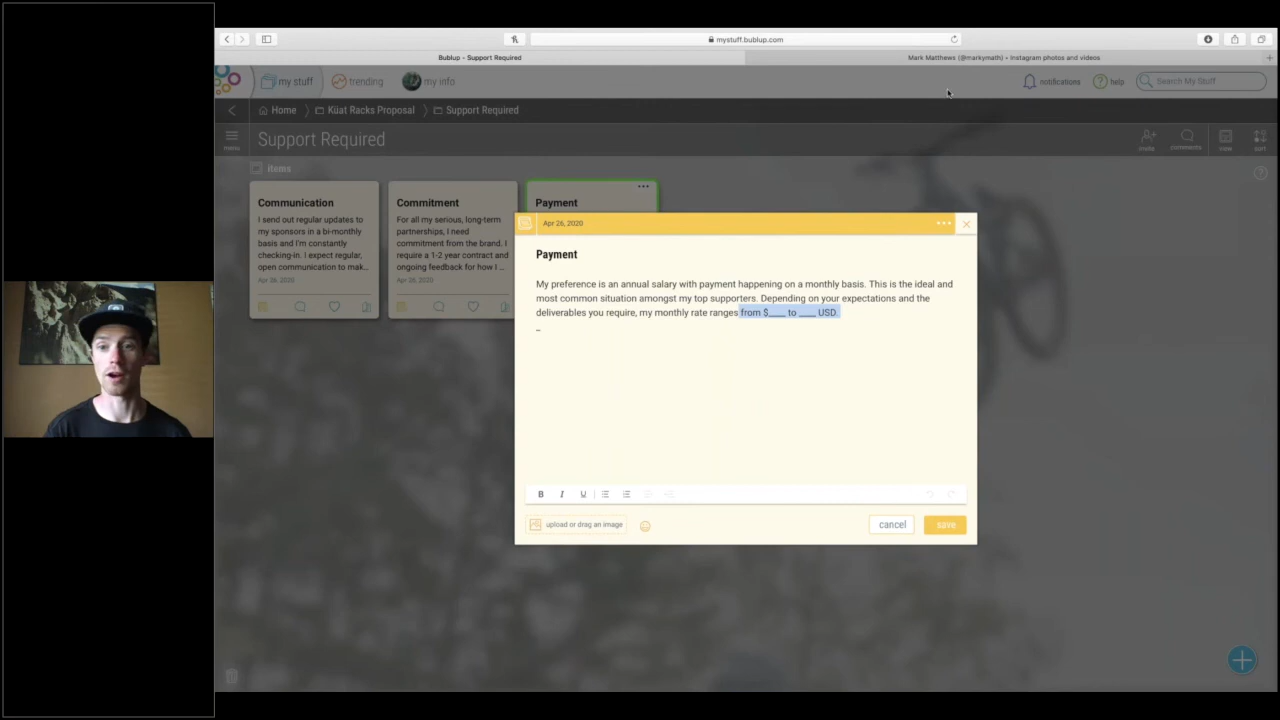 mystuff.bublup.com
Bublup - Support Required
Mark Matthews (@markymath) • Instagram photos and videos
my stuff
trending
my info
notifications
help
Search My Stuff
Home
Küat Racks Proposal
Support Required
menu
Support Required
invite
comments
view
sort
items
Communication
I send out regular updates to
my sponsors in a bi-monthly
basis and I'm constantly
checking-in. I expect regular,
open communication to mak...
Apr 26, 2020
Commitment
For all my serious, long-term
partnerships, I need
commitment from the brand. I
require a 1-2 year contract and
ongoing feedback for how I ...
Apr 26, 2020
Payment
Apr 26, 2020
Payment
My preference is an annual salary with payment happening on a monthly basis. This is the ideal and
most common situation amongst my top supporters. Depending on your expectations and the
deliverables you require, my monthly rate ranges from $____ to ____ USD.
_
B I U
upload or drag an image
cancel
save